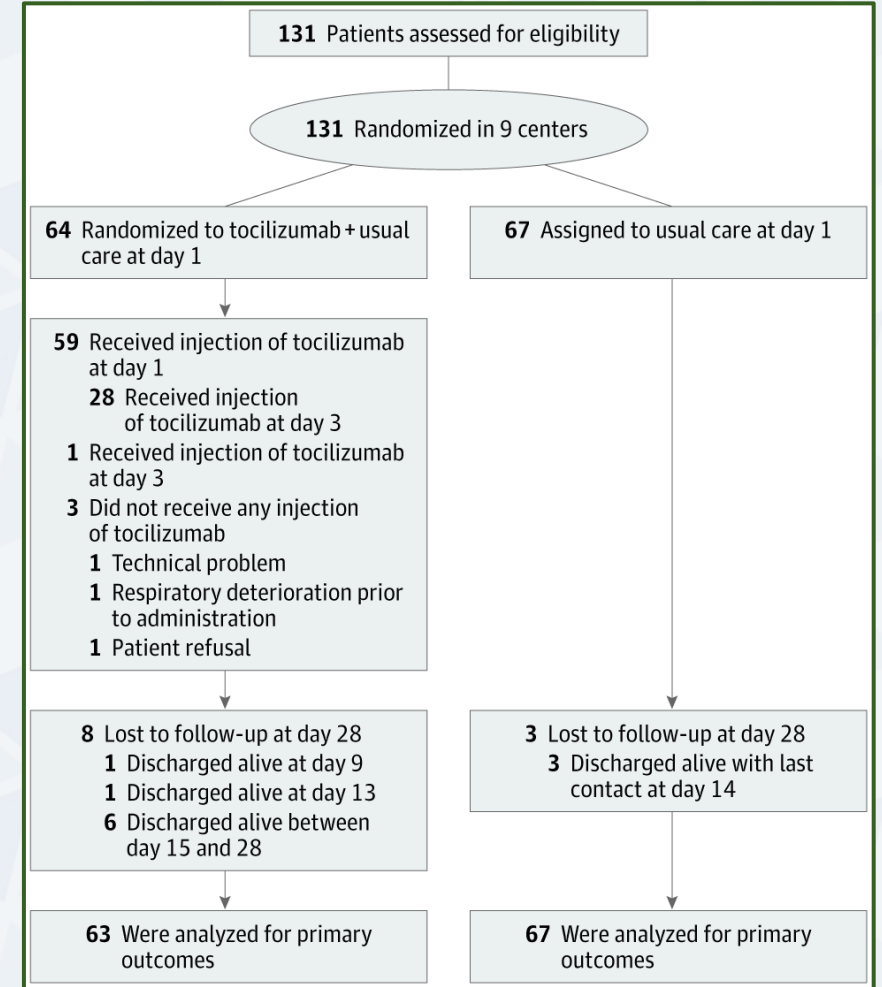 131 Patients assessed for eligibility
131 Randomized in 9 centers
64 Randomized to tocilizumab + usual
care at day 1
67 Assigned to usual care at day 1
59 Received injection of tocilizumab
at day 1
28 Received injection
of tocilizumab at day 3
1 Received injection of tocilizumab
at day 3
3 Did not receive any injection
of tocilizumab
1 Technical problem
1 Respiratory deterioration prior
to administration
1 Patient refusal
8 Lost to follow-up at day 28
1 Discharged alive at day 9
1 Discharged alive at day 13
6 Discharged alive between
day 15 and 28
3 Lost to follow-up at day 28
3 Discharged alive with last
contact at day 14
63 Were analyzed for primary
outcomes
67 Were analyzed for primary
outcomes